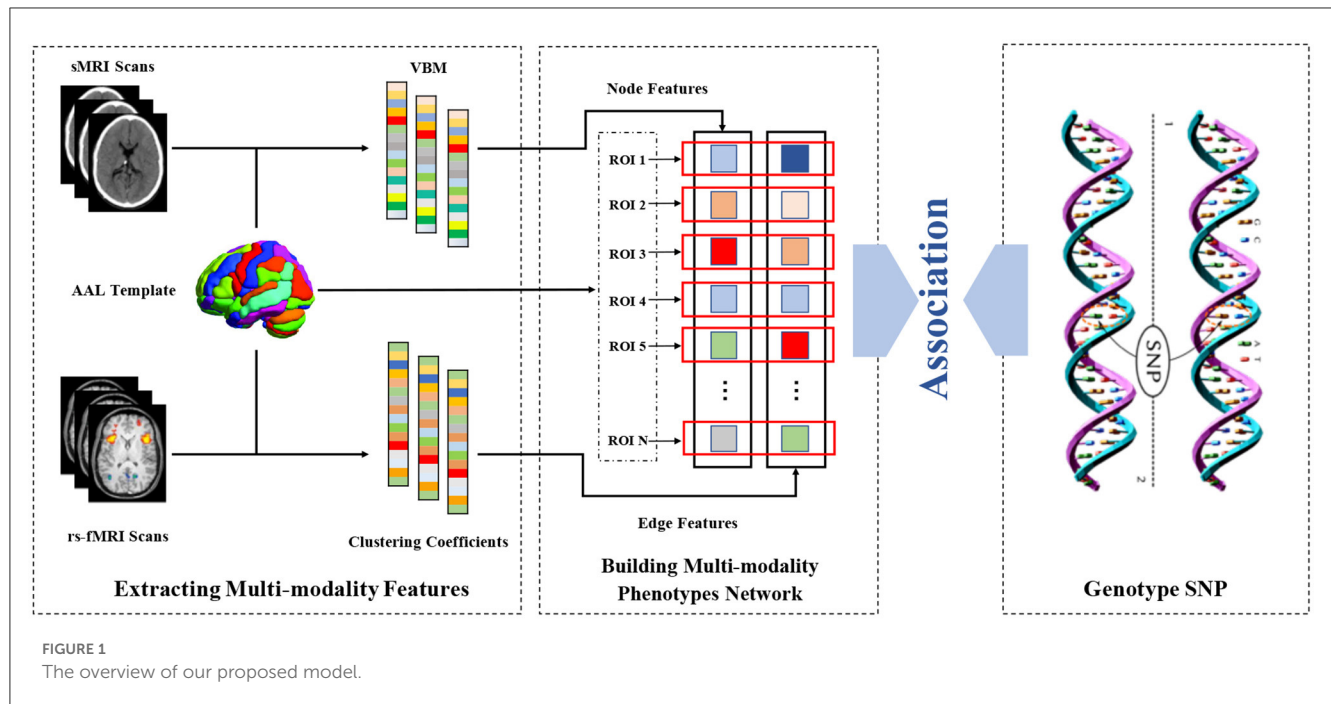 sMRI Scans
VBM
AAL Template
rs-fMRI Scans
Clustering Coefficients
Extracting Multi-modality Features
Node Features
ROI 1
ROI 2
ROI 3
ROI 4
ROI 5
...
...
ROI N
Edge Features
Building Multi-modality
Phenotypes Network
Association
1
G C
A T
SNP
2
Genotype SNP
FIGURE 1
The overview of our proposed model.